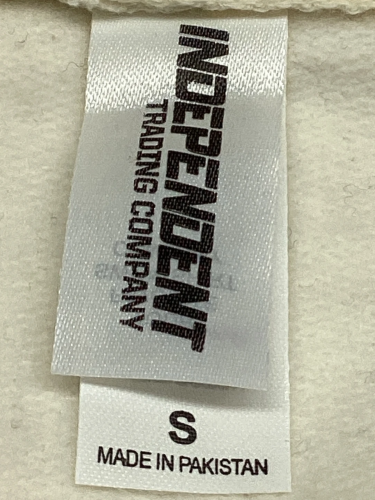 INDEPENDENT
TRADING COMPANY
S
MADE IN PAKISTAN